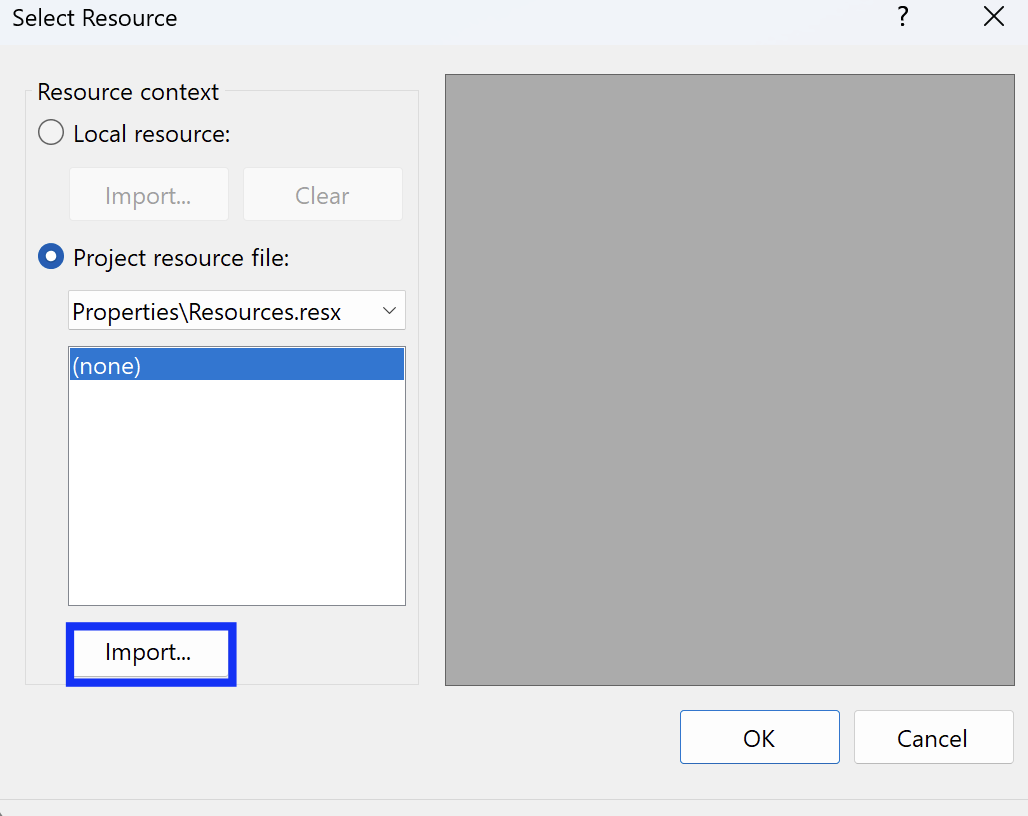 Select Resource
?
Resource context
Local resource:
Import...
Clear
Project resource file:
Properties\Resources.resx
(none)
Import...
OK
Cancel